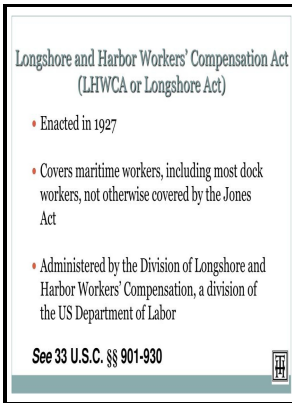 Longshore and Harbor Workers' Compensation Act
(LHWCA or Longshore Act)
• Enacted in 1927
• Covers maritime workers, including most dock
workers, not otherwise covered by the Jones
Act
• Administered by the Division of Longshore and
Harbor Workers' Compensation, a division of
the US Department of Labor
See 33 U.S.C. §§ 901-930